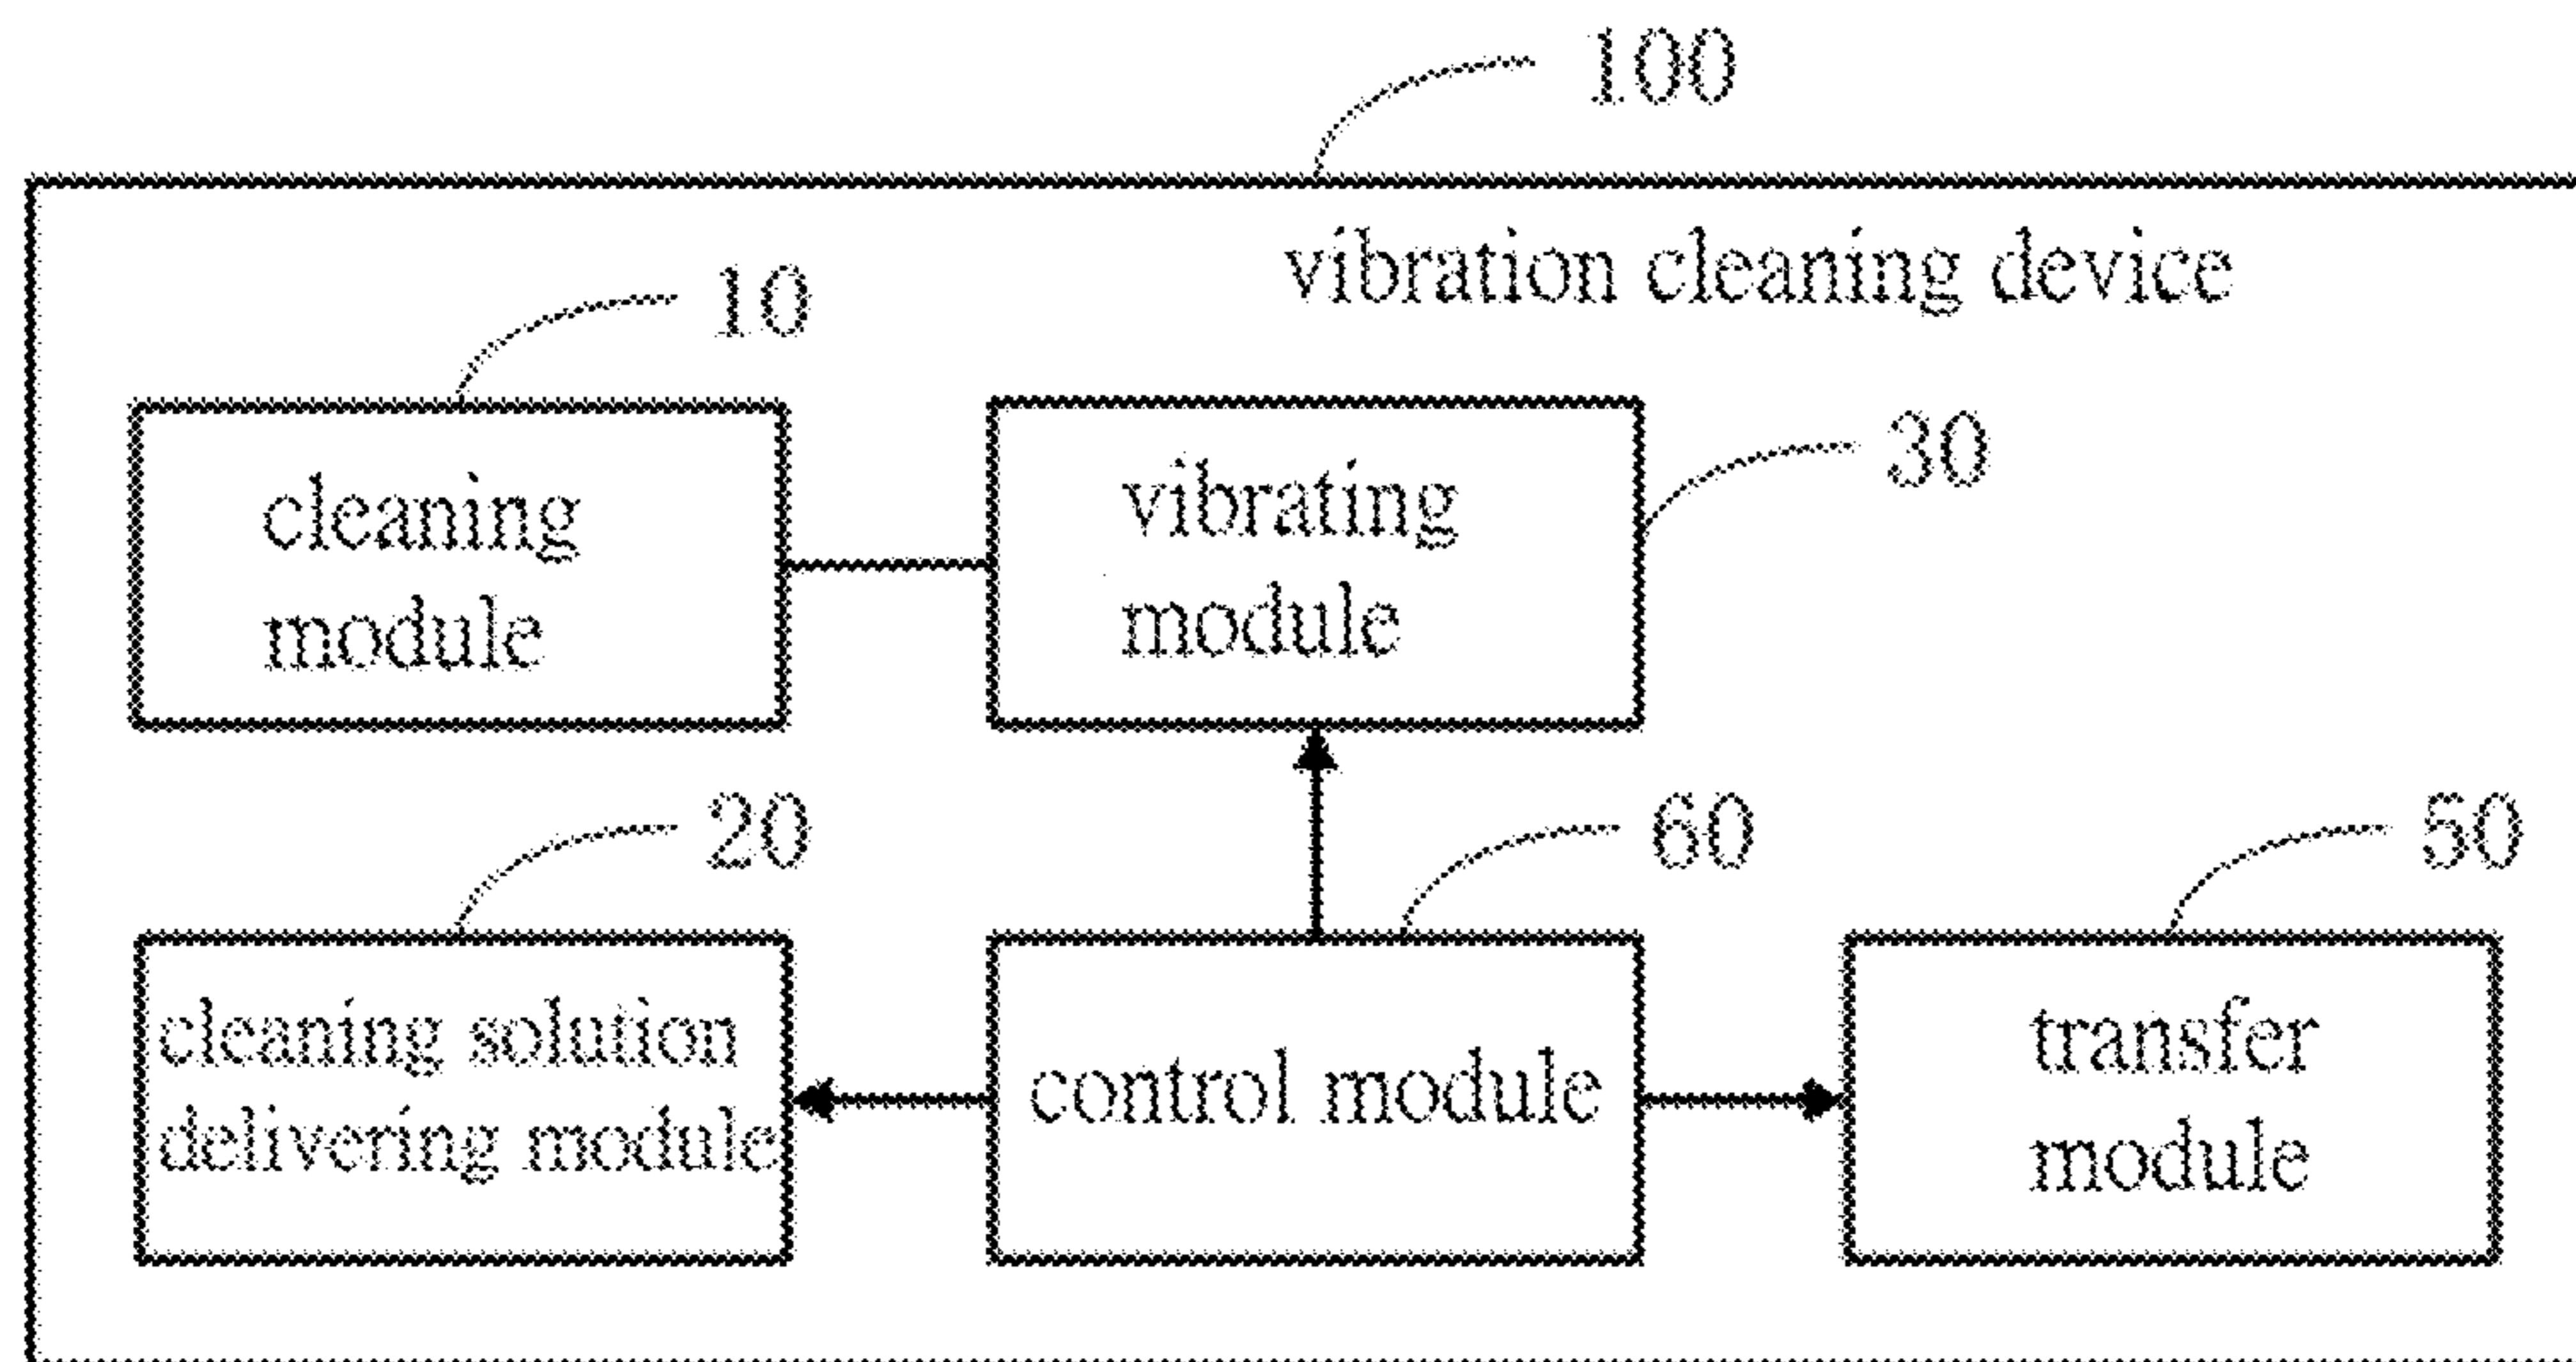 100
vibration cleaning device
10
30
cleaning
module
vibrating
module
20
60
50
cleaning solution
delivering module
control module
transfer
module